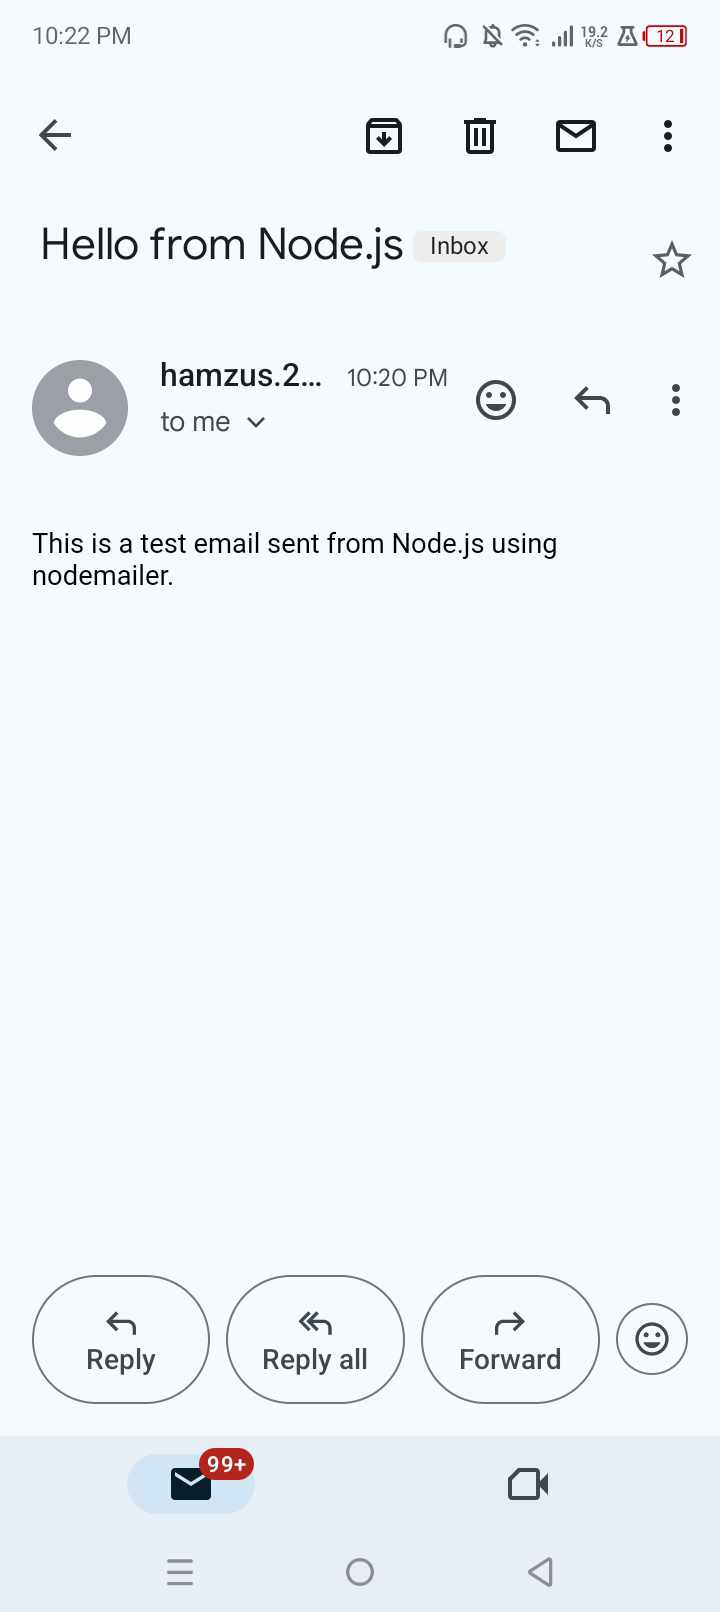 10:22 PM
19.2
K/S
12
Hello from Node.js Inbox
hamzus.2... 10:20 PM
to me
This is a test email sent from Node.js using
nodemailer.
Reply
Reply all
Forward
99+